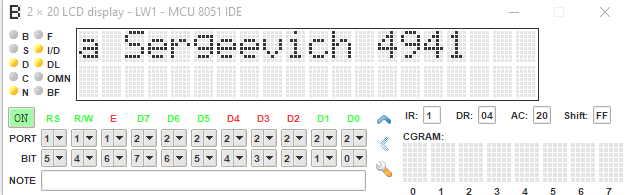 B 2 × 20 LCD display - LW1 - MCU 8051 IDE
B F
S I/D
D DL
C OMN
N BF
a Sergeevich 4941
ON RS R/W E D7 D6 D5 D4 D3 D2 D1 D0
PORT 1 1 1 2 2 2 2 2 2 2 2
BIT 5 4 6 7 6 5 4 3 2 1 0
NOTE
IR: 1 DR: 04 AC: 20 Shift: FF
CGRAM:
0 1 2 3 4 5 6 7